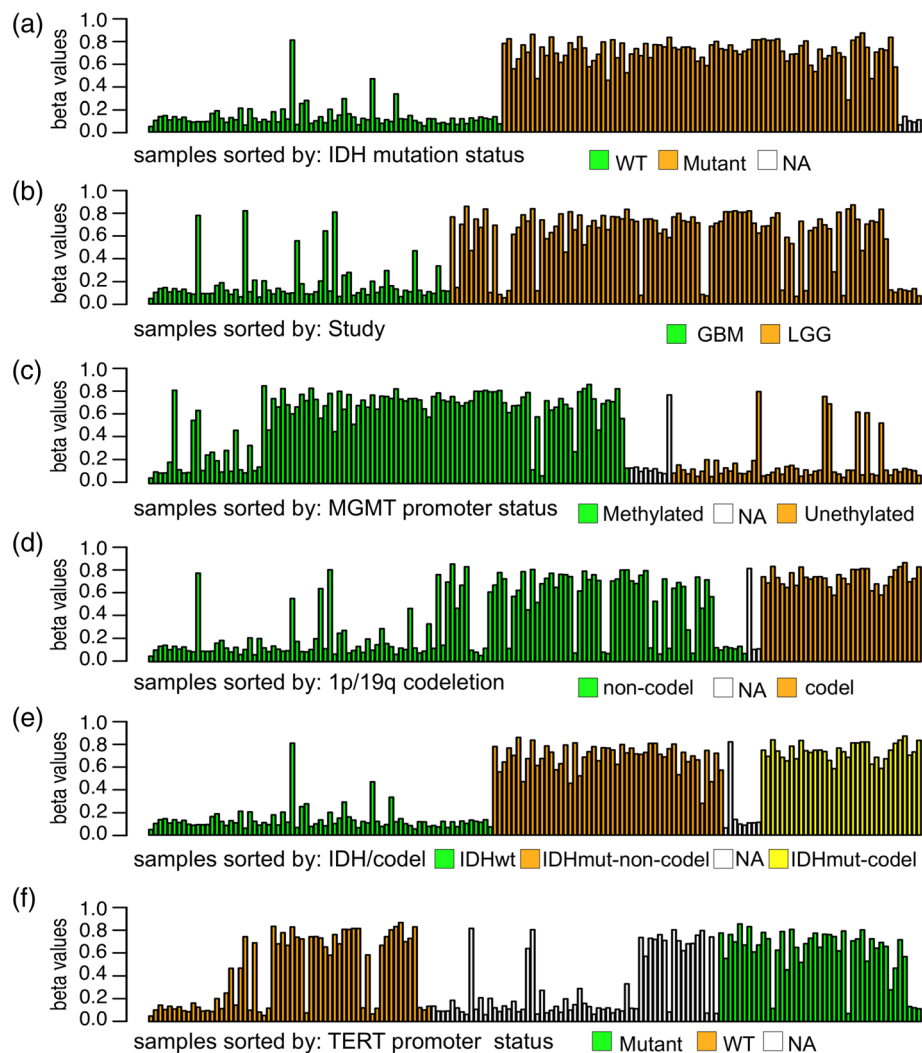 (a)
beta values
1.0
0.8
0.6
0.4
0.2
0.0
samples sorted by: IDH mutation status
WT Mutant NA
(b)
beta values
1.0
0.8
0.6
0.4
0.2
0.0
samples sorted by: Study
GBM LGG
(c)
beta values
1.0
0.8
0.6
0.4
0.2
0.0
samples sorted by: MGMT promoter status
Methylated NA Unethylated
(d)
beta values
1.0
0.8
0.6
0.4
0.2
0.0
samples sorted by: 1p/19q codeletion
non-codel NA codel
(e)
beta values
1.0
0.8
0.6
0.4
0.2
0.0
samples sorted by: IDH/codel IDHwt IDHmut-non-codel NA IDHmut-codel
(f)
beta values
1.0
0.8
0.6
0.4
0.2
0.0
samples sorted by: TERT promoter status
Mutant WT NA